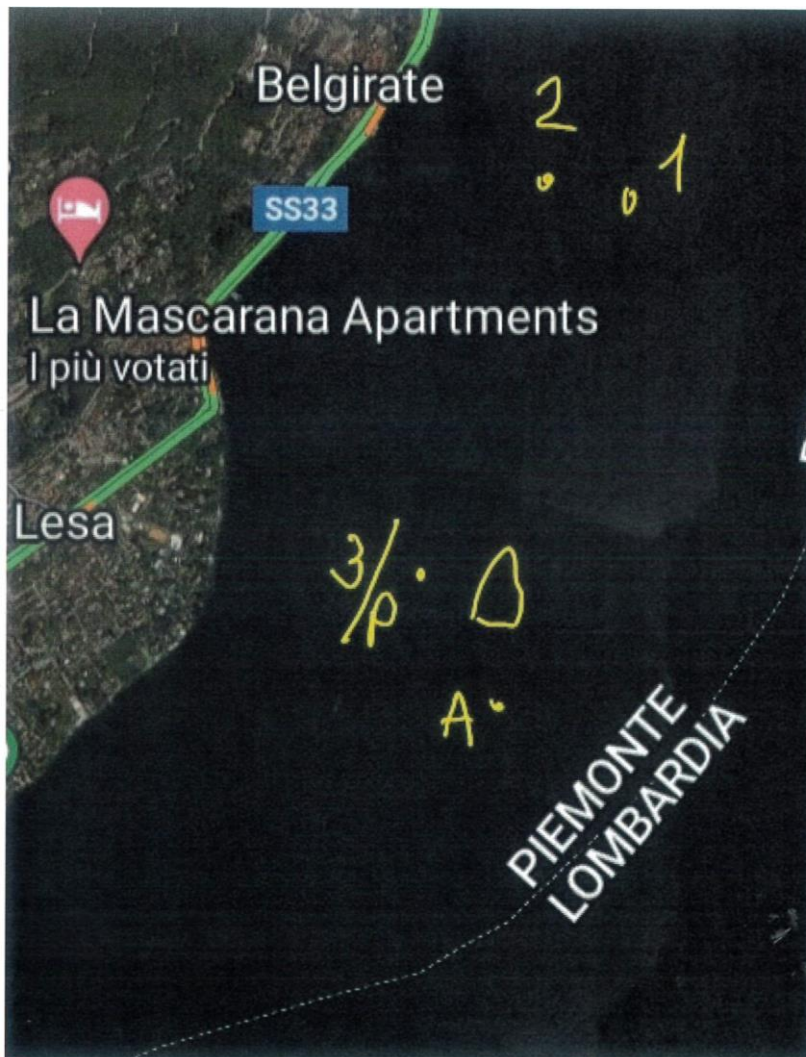 Belgirate
2
1
SS33
La Mascarana Apartments
I più votati
Lesa
3/P
A
PIEMONTE
LOMBARDIA